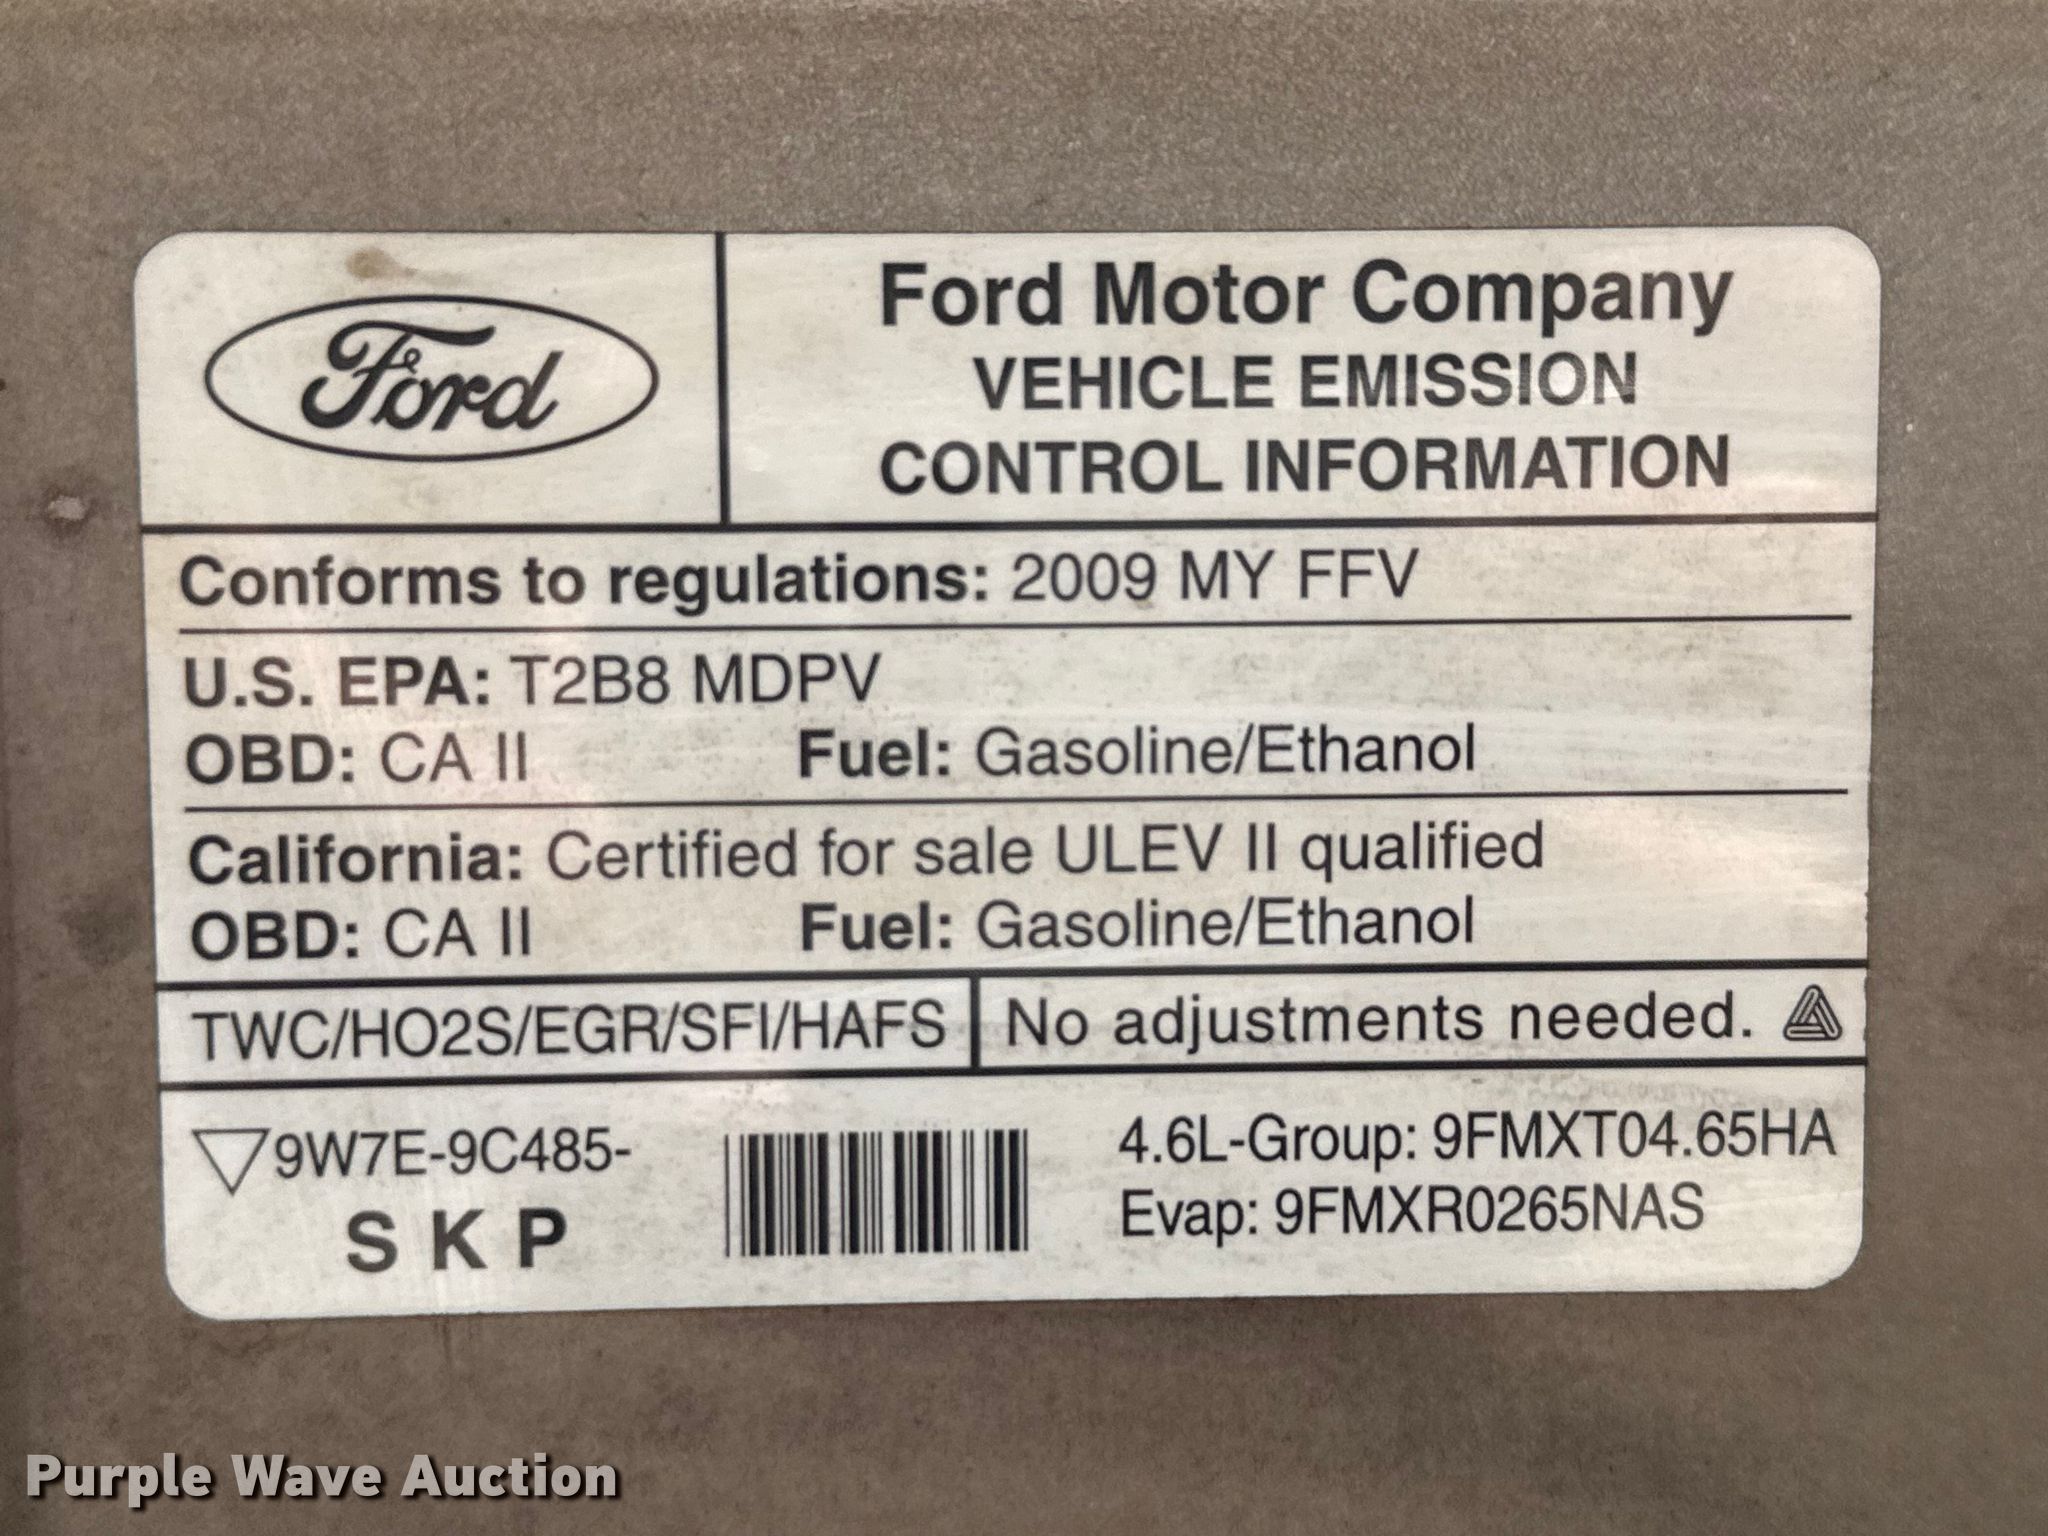 Ford
Ford Motor Company
VEHICLE EMISSION
CONTROL INFORMATION
Conforms to regulations: 2009 MY FFV
U.S. EPA: T2B8 MDPV
OBD: CA II Fuel: Gasoline/Ethanol
California: Certified for sale ULEV II qualified
OBD: CA II Fuel: Gasoline/Ethanol
TWC/HO2S/EGR/SFI/HAFS
No adjustments needed.
9W7E-9C485-
S K P
4.6L-Group: 9FMXT04.65HA
Evap: 9FMXR0265NAS
Purple Wave Auction